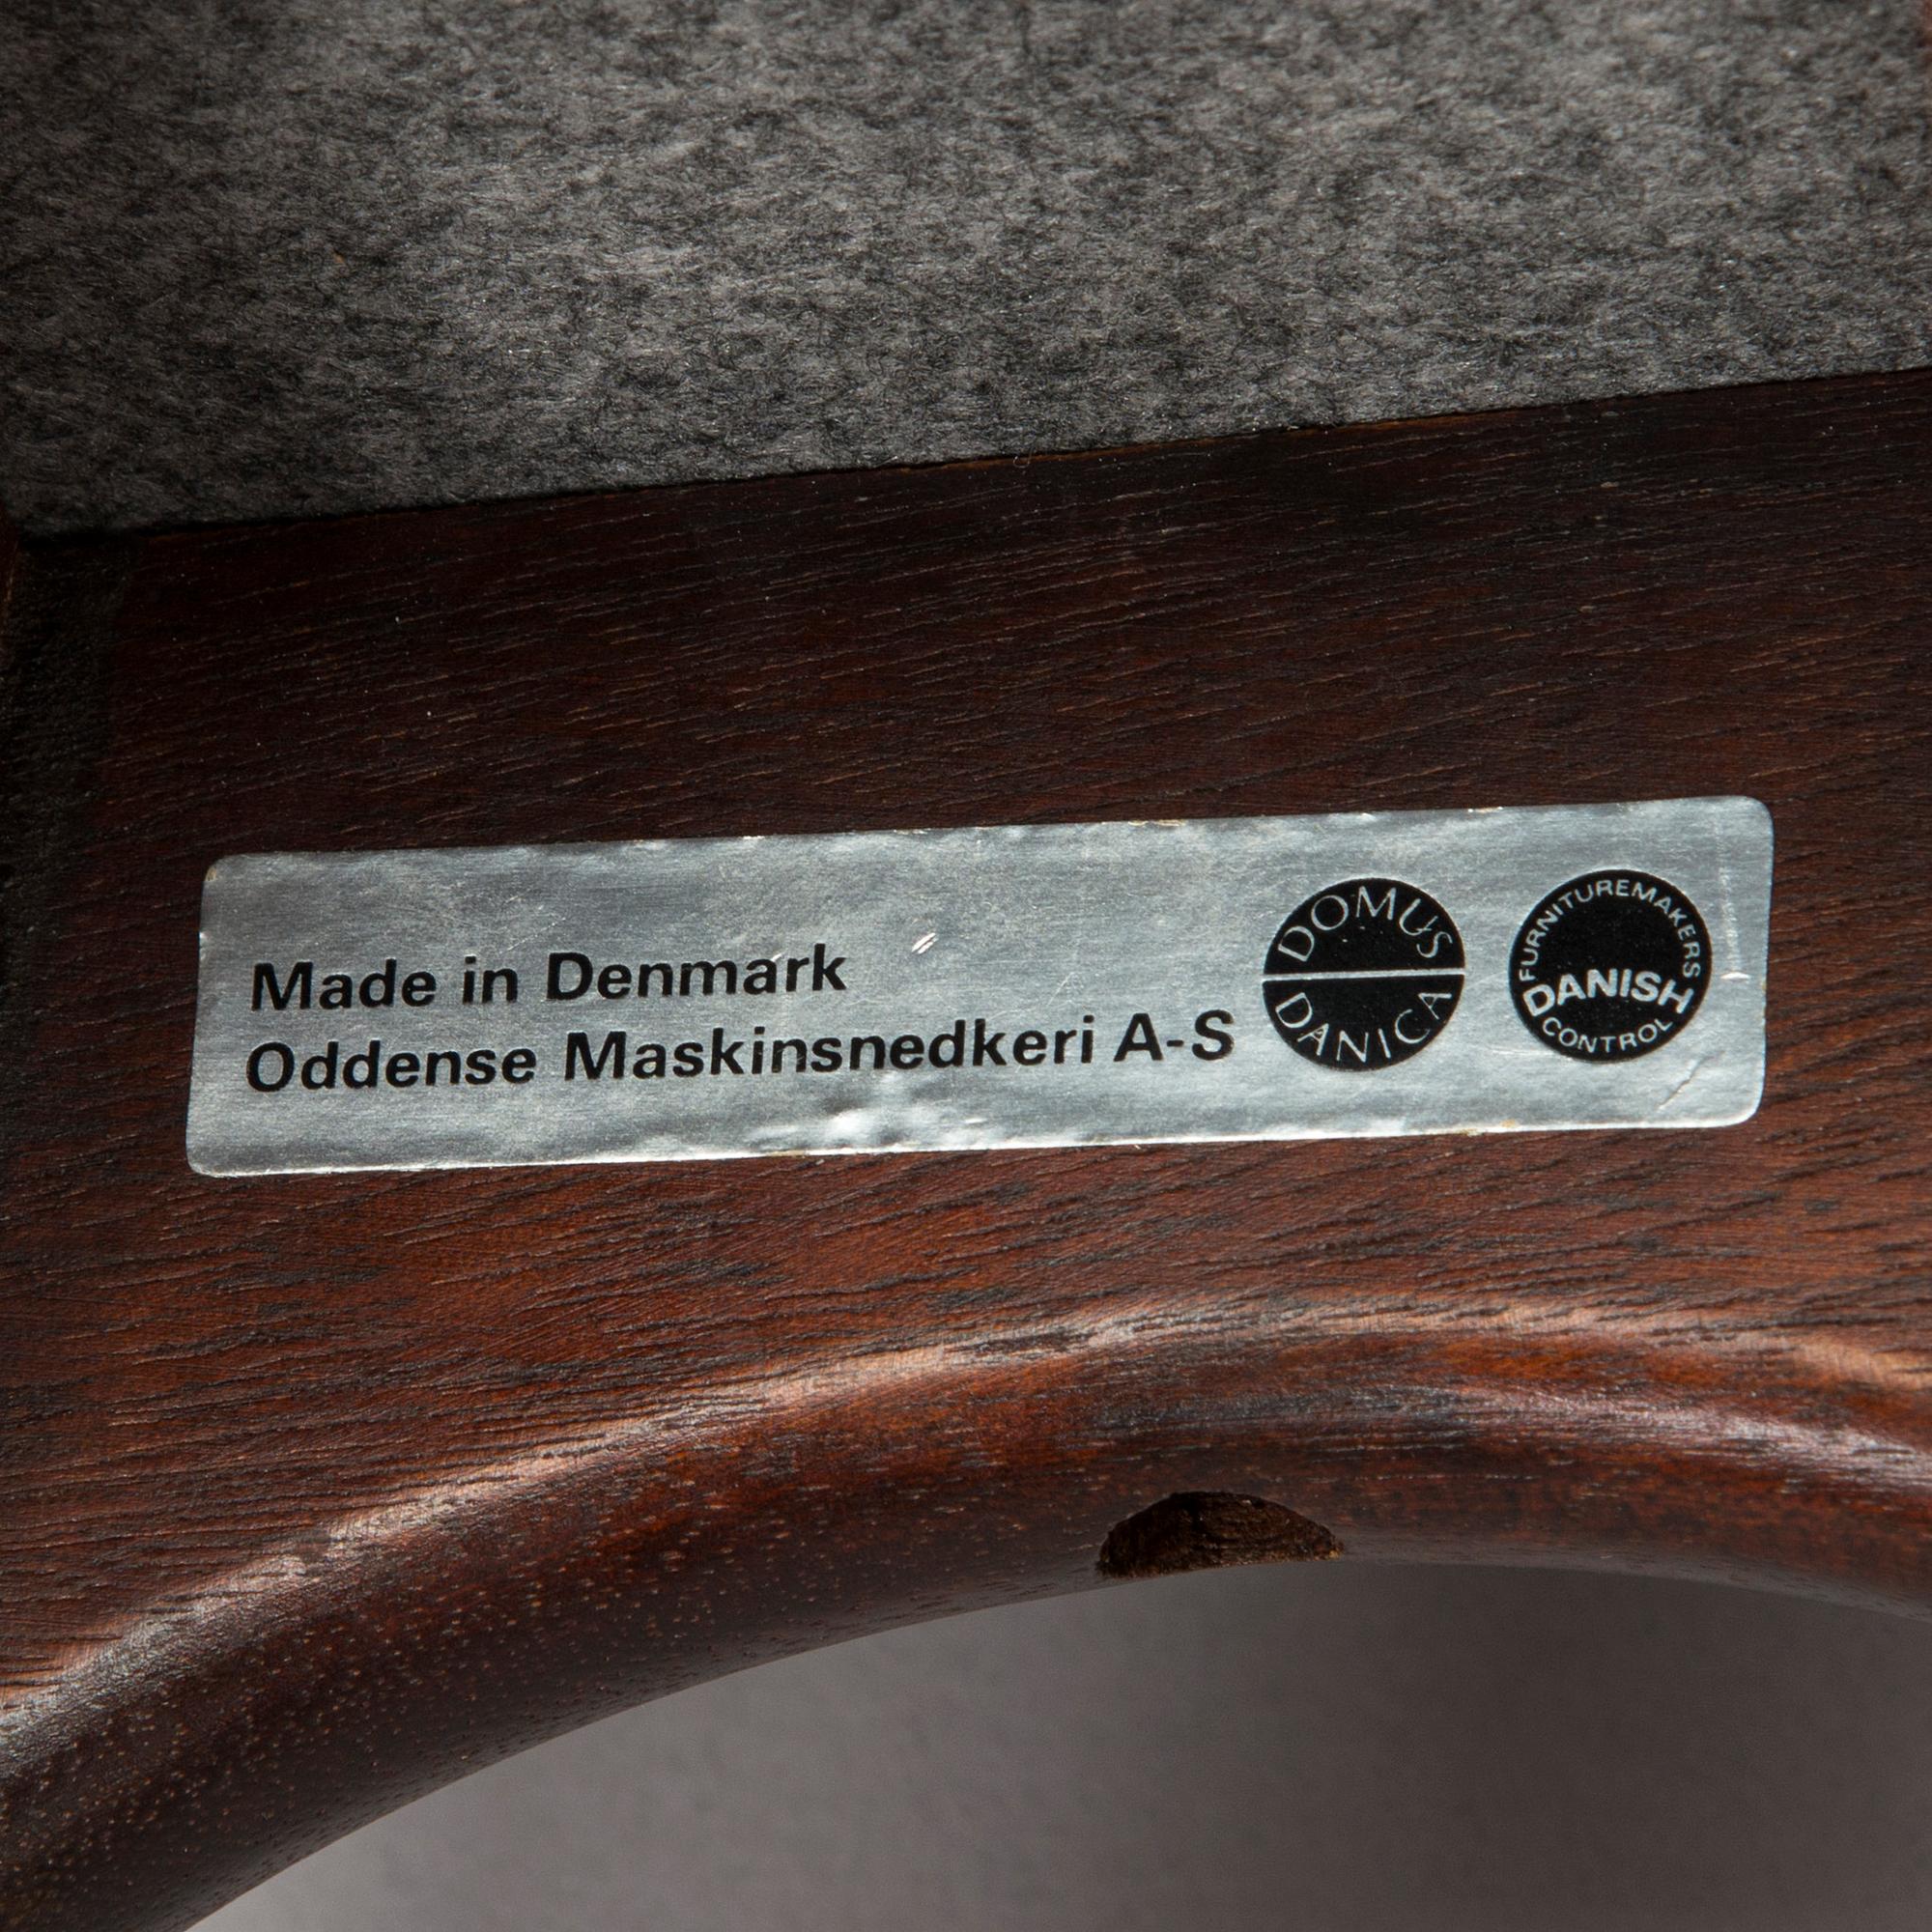 Made in Denmark
Oddense Maskinsnedkeri A-S
DOMUS
DANICA
FURNITUREMAKERS
DANISH
CONTROL